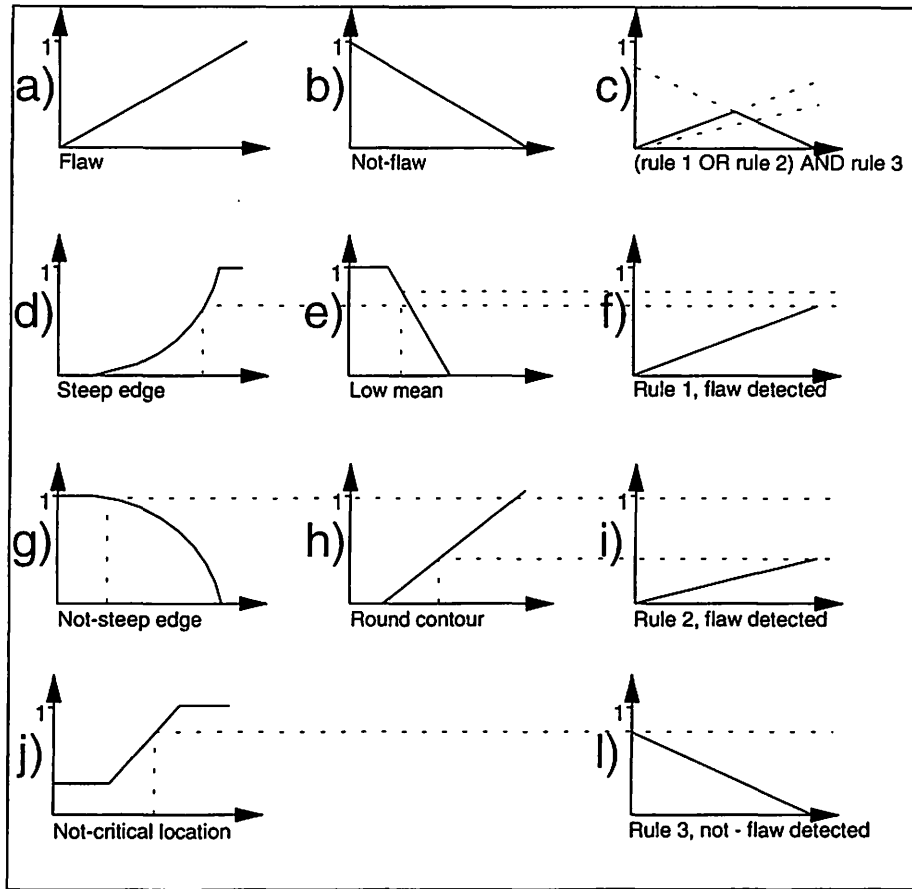 1
a)
Flaw
1
b)
Not-flaw
1
c)
(rule 1 OR rule 2) AND rule 3
1
d)
Steep edge
1
e)
Low mean
1
f)
Rule 1, flaw detected
1
g)
Not-steep edge
1
h)
Round contour
1
i)
Rule 2, flaw detected
1
j)
Not-critical location
1
l)
Rule 3, not - flaw detected